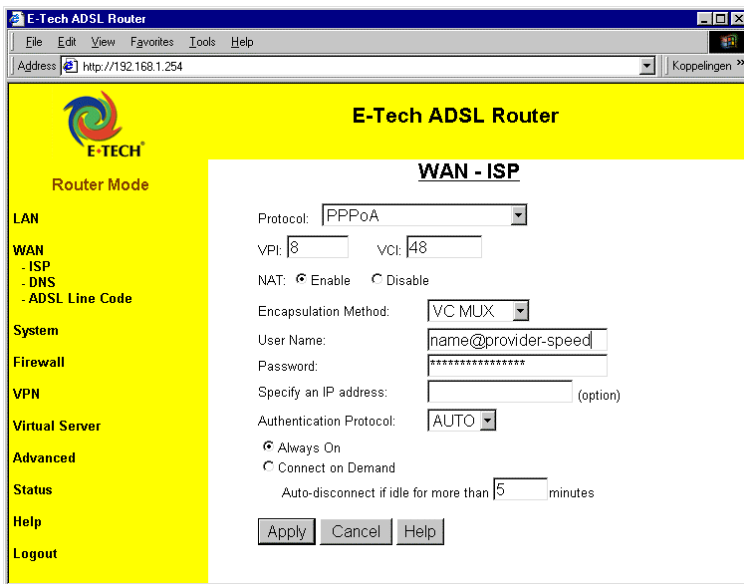 E-Tech ADSL Router
File Edit View Favorites Tools Help
Address http://192.168.1.254 Koppelingen »
E-TECH®
E-Tech ADSL Router
Router Mode
WAN - ISP
LAN
WAN
- ISP
- DNS
- ADSL Line Code
System
Firewall
VPN
Virtual Server
Advanced
Status
Help
Logout
Protocol: PPPoA
VPI: 8 VCI: 48
NAT: Enable Disable
Encapsulation Method: VC MUX
User Name: name@provider-speed
Password: ****************
Specify an IP address: (option)
Authentication Protocol: AUTO
Always On
Connect on Demand
Auto-disconnect if idle for more than 5 minutes
Apply Cancel Help